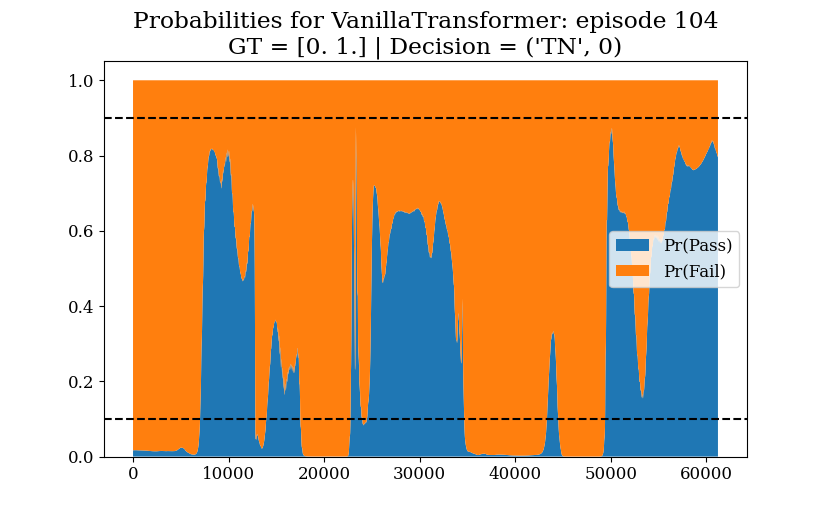 Probabilities for VanillaTransformer: episode 104
GT = [0. 1.] | Decision = ('TN', 0)
1.0
0.8
0.6
0.4
0.2
0.0
Pr(Pass)
Pr(Fail)
0 10000 20000 30000 40000 50000 60000